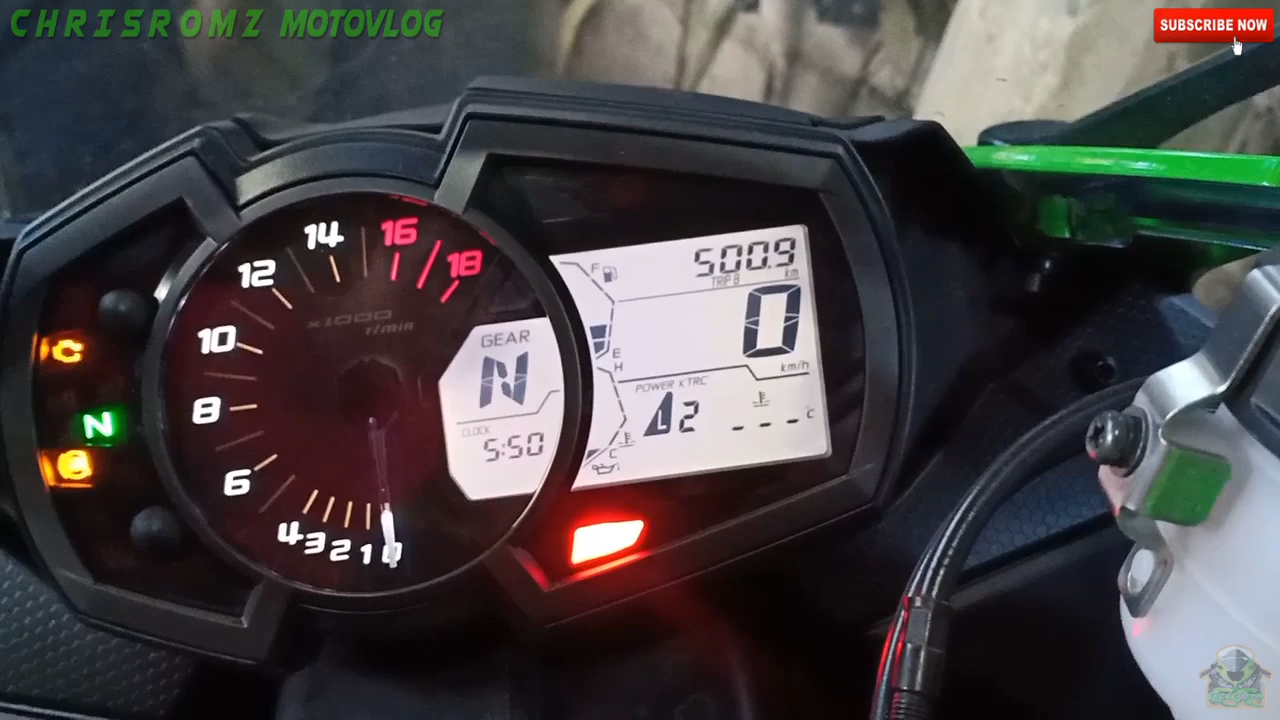 CHRISROMZ MOTOVLOG
SUBSCRIBE NOW
14
16
12
18
x1000
r/min
10
8
6
4
3
2
1
0
C
N
GEAR
N
CLOCK
5:50
F
E
H
C
500.9
TRIP B
km
0
km/h
POWER KTRC
L 2
---°C